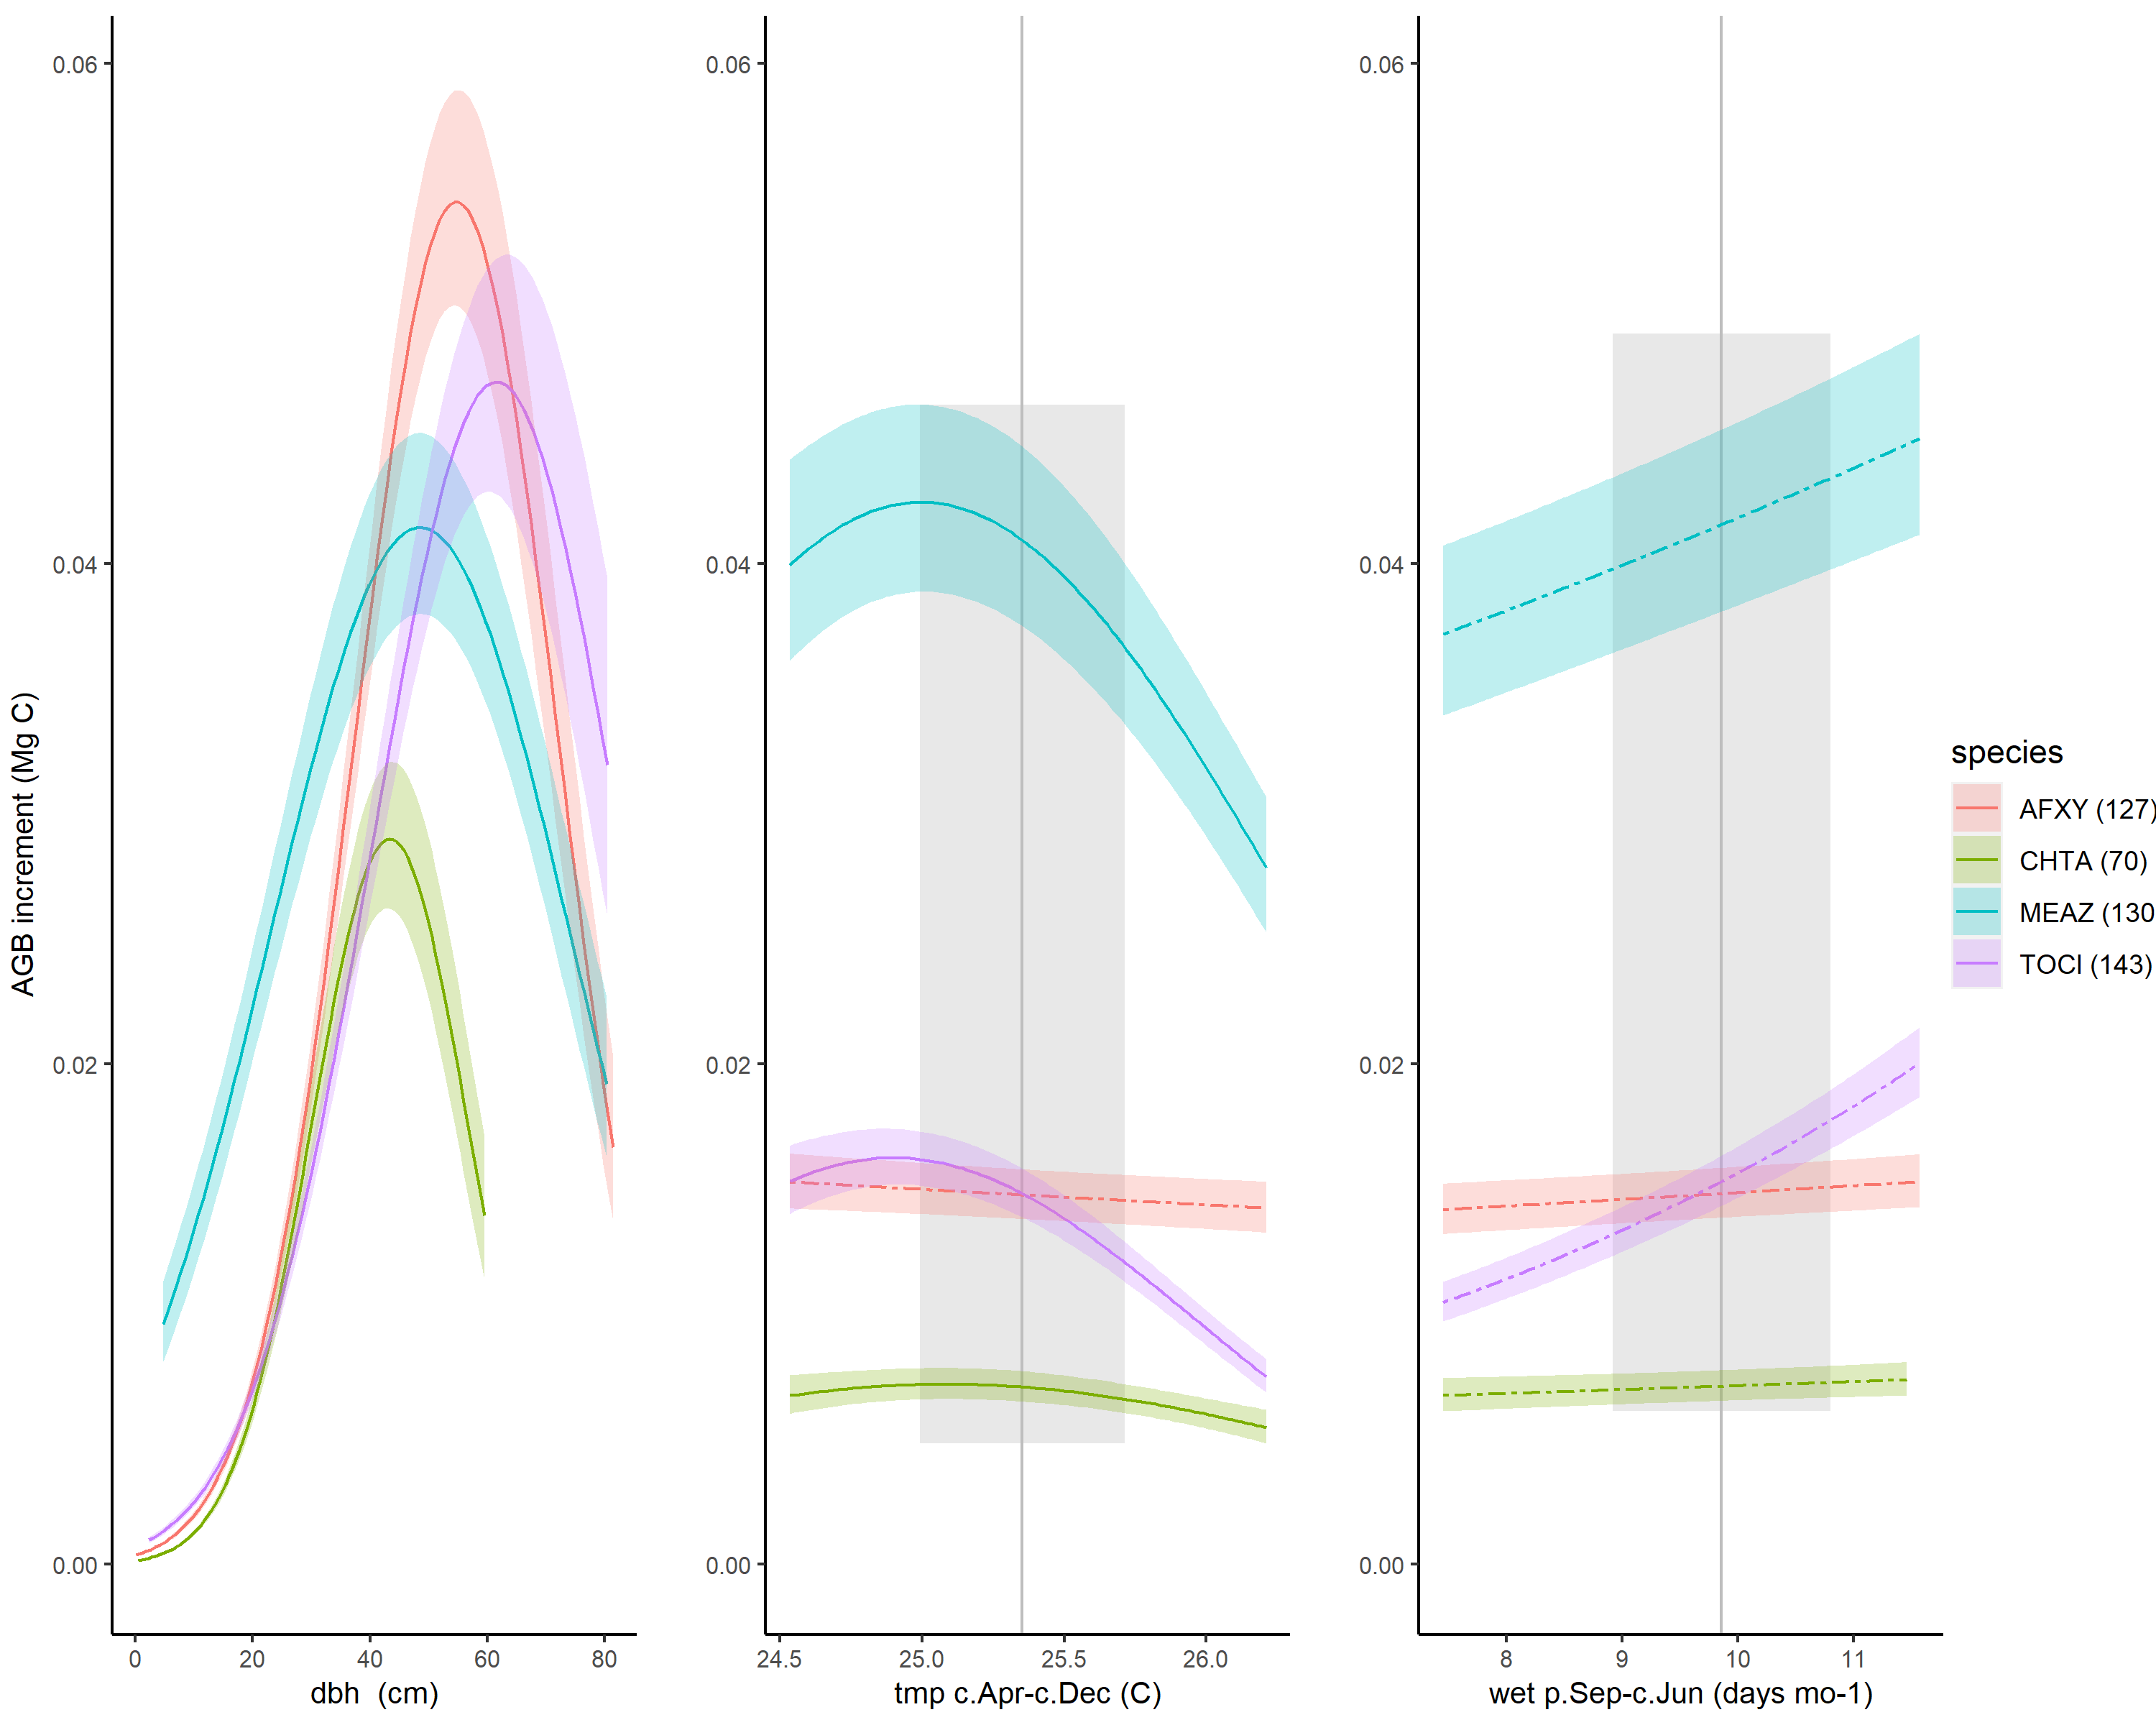 AGB increment (Mg C)
0.06
0.04
0.02
0.00
0 20 40 60 80
dbh (cm)
0.06
0.04
0.02
0.00
24.5 25.0 25.5 26.0
tmp c.Apr-c.Dec (C)
0.06
0.04
0.02
0.00
8 9 10 11
wet p.Sep-c.Jun (days mo-1)
species
AFXY (127)
CHTA (70)
MEAZ (130
TOCI (143)